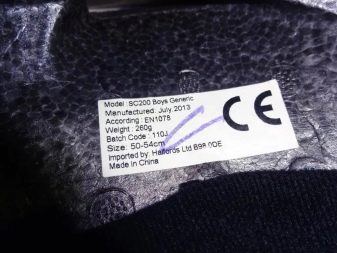 Model :SC200 Boys Generic
Manufactured: July 2013
According : EN1078
Weight : 260g
Batch Code : 110J
Size: 50-54cm
Imported by: Halfords Ltd B98 0DE
Made In China
CE